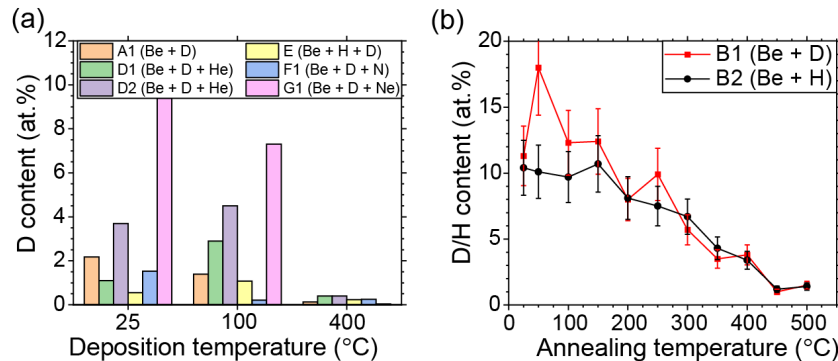 (a)
A1 (Be + D)
E (Be + H + D)
D1 (Be + D + He)
F1 (Be + D + N)
D2 (Be + D + He)
G1 (Be + D + Ne)
D content (at.%)
12
10
8
6
4
2
0
25
100
400
Deposition temperature (°C)
(b)
B1 (Be + D)
B2 (Be + H)
D/H content (at.%)
20
15
10
5
0
0
100
200
300
400
500
Annealing temperature (°C)